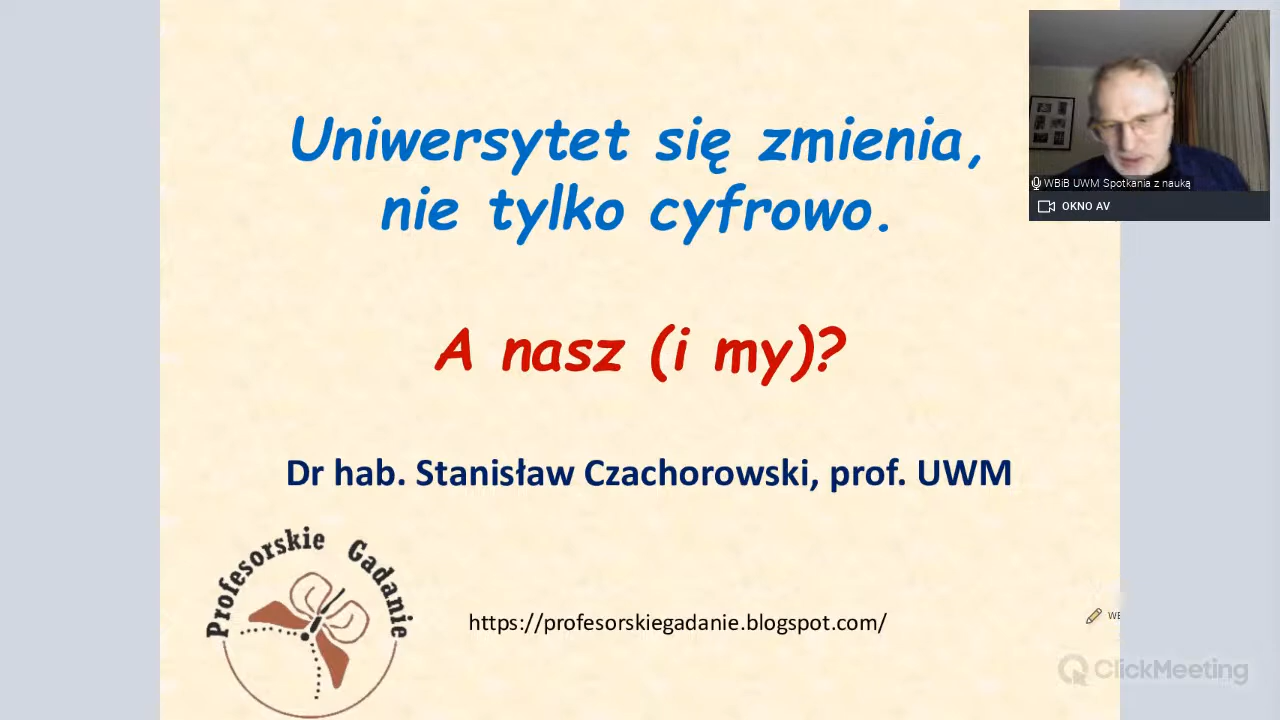 Uniwersytet się zmienia,
nie tylko cyfrowo.
A nasz (i my)?
Dr hab. Stanisław Czachorowski, prof. UWM
Profesorskie Gadanie
https://profesorskiegadanie.blogspot.com/
WBiB UWM Spotkania z nauką
OKNO AV
ClickMeeting